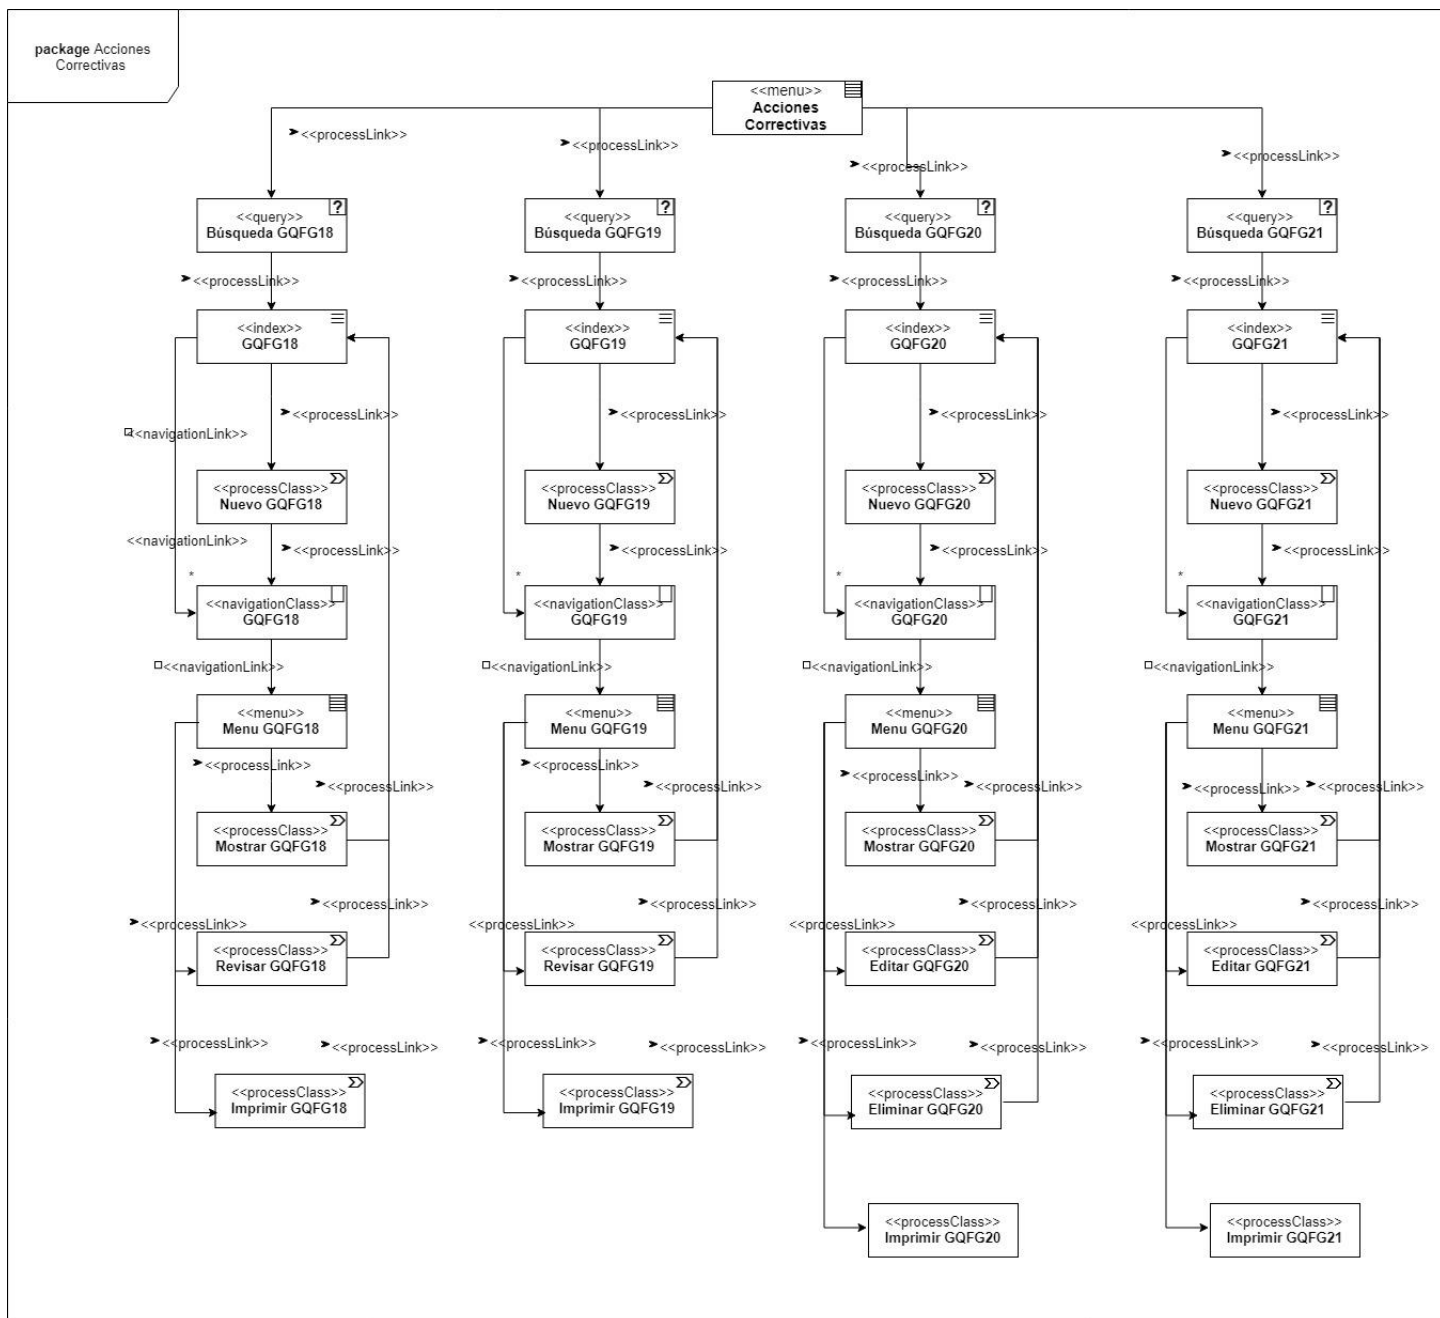 package Acciones
Correctivas
<<menu>>
Acciones
Correctivas
<<processLink>>
<<processLink>>
<<processLink>>
<<processLink>>
<<query>>
Búsqueda GQFG18
<<query>>
Búsqueda GQFG19
<<query>>
Búsqueda GQFG20
<<query>>
Búsqueda GQFG21
?
?
?
?
<<processLink>>
<<processLink>>
<<processLink>>
<<processLink>>
<<index>>
GQFG18
<<index>>
GQFG19
<<index>>
GQFG20
<<index>>
GQFG21
<<processLink>>
<<processLink>>
<<processLink>>
<<processLink>>
<<navigationLink>>
<<processClass>>
Nuevo GQFG18
<<processClass>>
Nuevo GQFG19
<<processClass>>
Nuevo GQFG20
<<processClass>>
Nuevo GQFG21
<<navigationLink>>
<<processLink>>
<<processLink>>
<<processLink>>
<<processLink>>
*
*
*
*
<<navigationClass>>
GQFG18
<<navigationClass>>
GQFG19
<<navigationClass>>
GQFG20
<<navigationClass>>
GQFG21
<<navigationLink>>
<<navigationLink>>
<<navigationLink>>
<<navigationLink>>
<<menu>>
Menu GQFG18
<<menu>>
Menu GQFG19
<<menu>>
Menu GQFG20
<<menu>>
Menu GQFG21
<<processLink>>
<<processLink>>
<<processLink>>
<<processLink>>
<<processLink>>
<<processLink>>
<<processLink>>
<<processLink>>
<<processClass>>
Mostrar GQFG18
<<processClass>>
Mostrar GQFG19
<<processClass>>
Mostrar GQFG20
<<processClass>>
Mostrar GQFG21
<<processLink>>
<<processLink>>
<<processLink>>
<<processLink>>
<<processLink>>
<<processLink>>
<<processLink>>
<<processLink>>
<<processClass>>
Revisar GQFG18
<<processClass>>
Revisar GQFG19
<<processClass>>
Editar GQFG20
<<processClass>>
Editar GQFG21
<<processLink>>
<<processLink>>
<<processLink>>
<<processLink>>
<<processLink>>
<<processLink>>
<<processLink>>
<<processLink>>
<<processClass>>
Imprimir GQFG18
<<processClass>>
Imprimir GQFG19
<<processClass>>
Eliminar GQFG20
<<processClass>>
Eliminar GQFG21
<<processClass>>
Imprimir GQFG20
<<processClass>>
Imprimir GQFG21